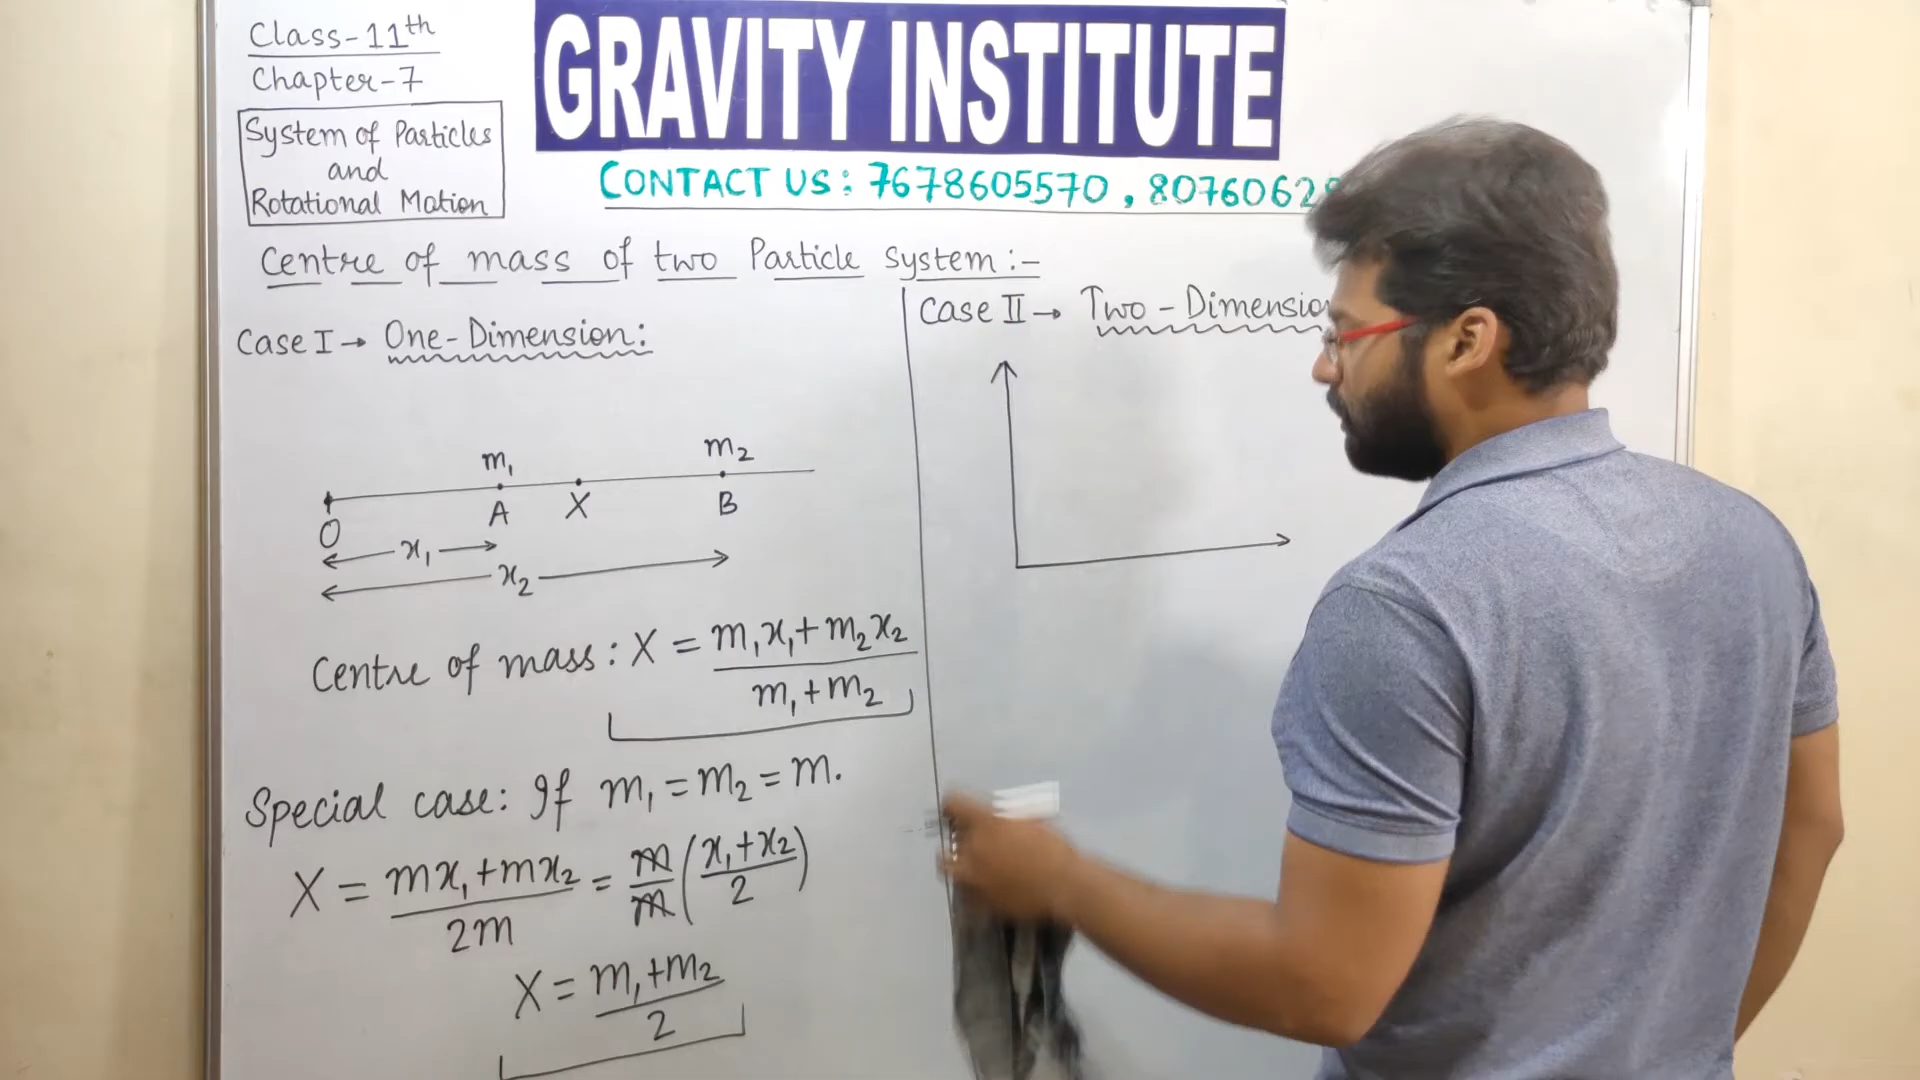 Class-11th
Chapter-7
System of Particles
and
Rotational Motion
GRAVITY INSTITUTE
CONTACT US: 7678605570, 8076062
Centre of mass of two Particle system:-
Case I → One-Dimension:
m₁ m₂
O A X B
x₁
x₂
Centre of mass: X = (m₁x₁+m₂x₂)/(m₁+m₂)
Special case: If m₁=m₂=m.
X = (mx₁+mx₂)/2m = m/m((x₁+x₂)/2)
X = (m₁+m₂)/2
Case II → Two-Dimension